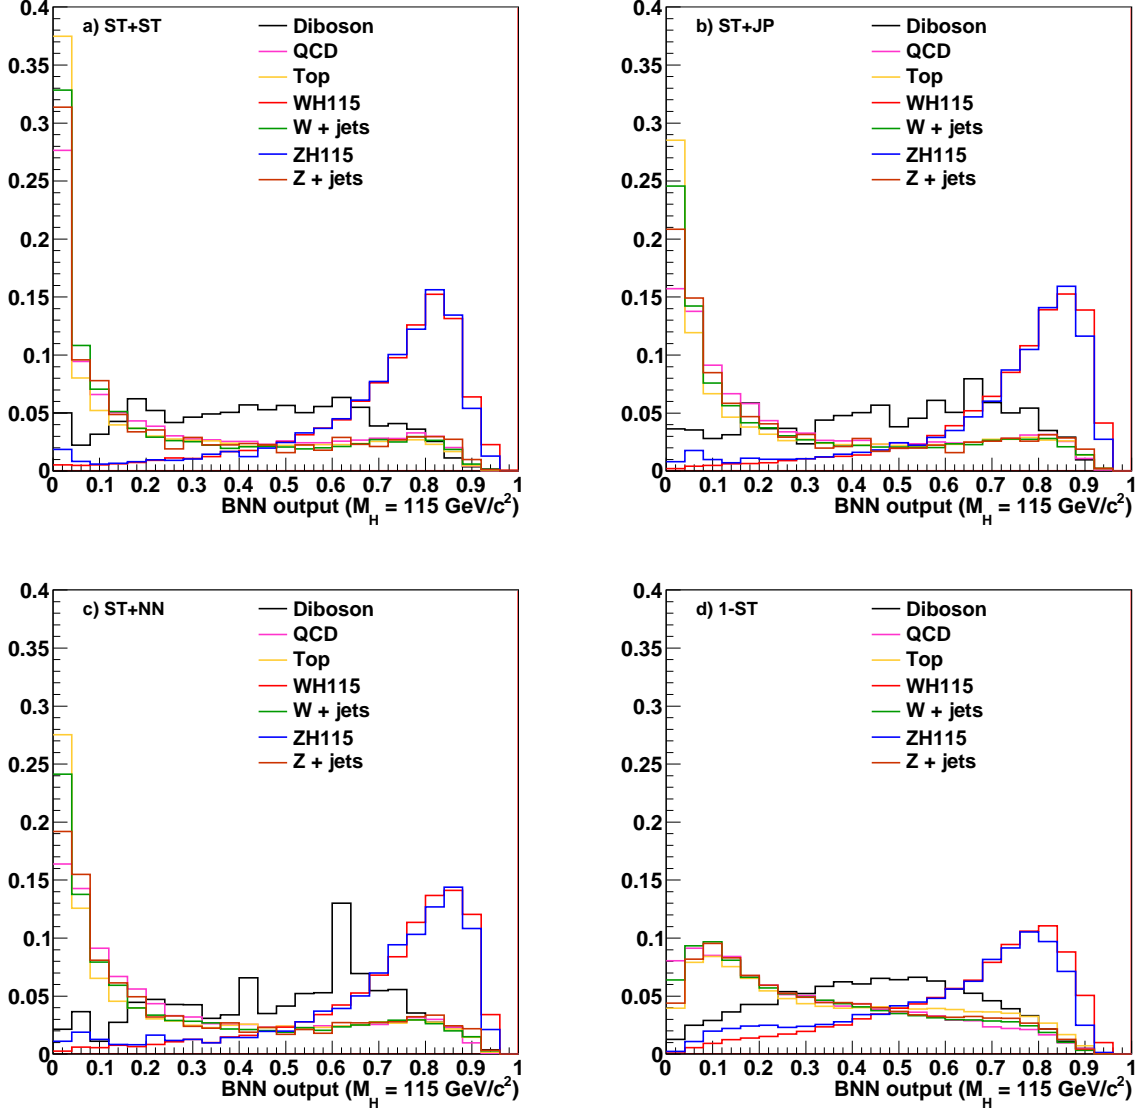 a) ST+ST
Diboson
QCD
Top
WH115
W + jets
ZH115
Z + jets
0.4
0.35
0.3
0.25
0.2
0.15
0.1
0.05
0
0 0.1 0.2 0.3 0.4 0.5 0.6 0.7 0.8 0.9 1
BNN output (M_H = 115 GeV/c²)
b) ST+JP
Diboson
QCD
Top
WH115
W + jets
ZH115
Z + jets
0.4
0.35
0.3
0.25
0.2
0.15
0.1
0.05
0
0 0.1 0.2 0.3 0.4 0.5 0.6 0.7 0.8 0.9 1
BNN output (M_H = 115 GeV/c²)
c) ST+NN
Diboson
QCD
Top
WH115
W + jets
ZH115
Z + jets
0.4
0.35
0.3
0.25
0.2
0.15
0.1
0.05
0
0 0.1 0.2 0.3 0.4 0.5 0.6 0.7 0.8 0.9 1
BNN output (M_H = 115 GeV/c²)
d) 1-ST
Diboson
QCD
Top
WH115
W + jets
ZH115
Z + jets
0.4
0.35
0.3
0.25
0.2
0.15
0.1
0.05
0
0 0.1 0.2 0.3 0.4 0.5 0.6 0.7 0.8 0.9 1
BNN output (M_H = 115 GeV/c²)